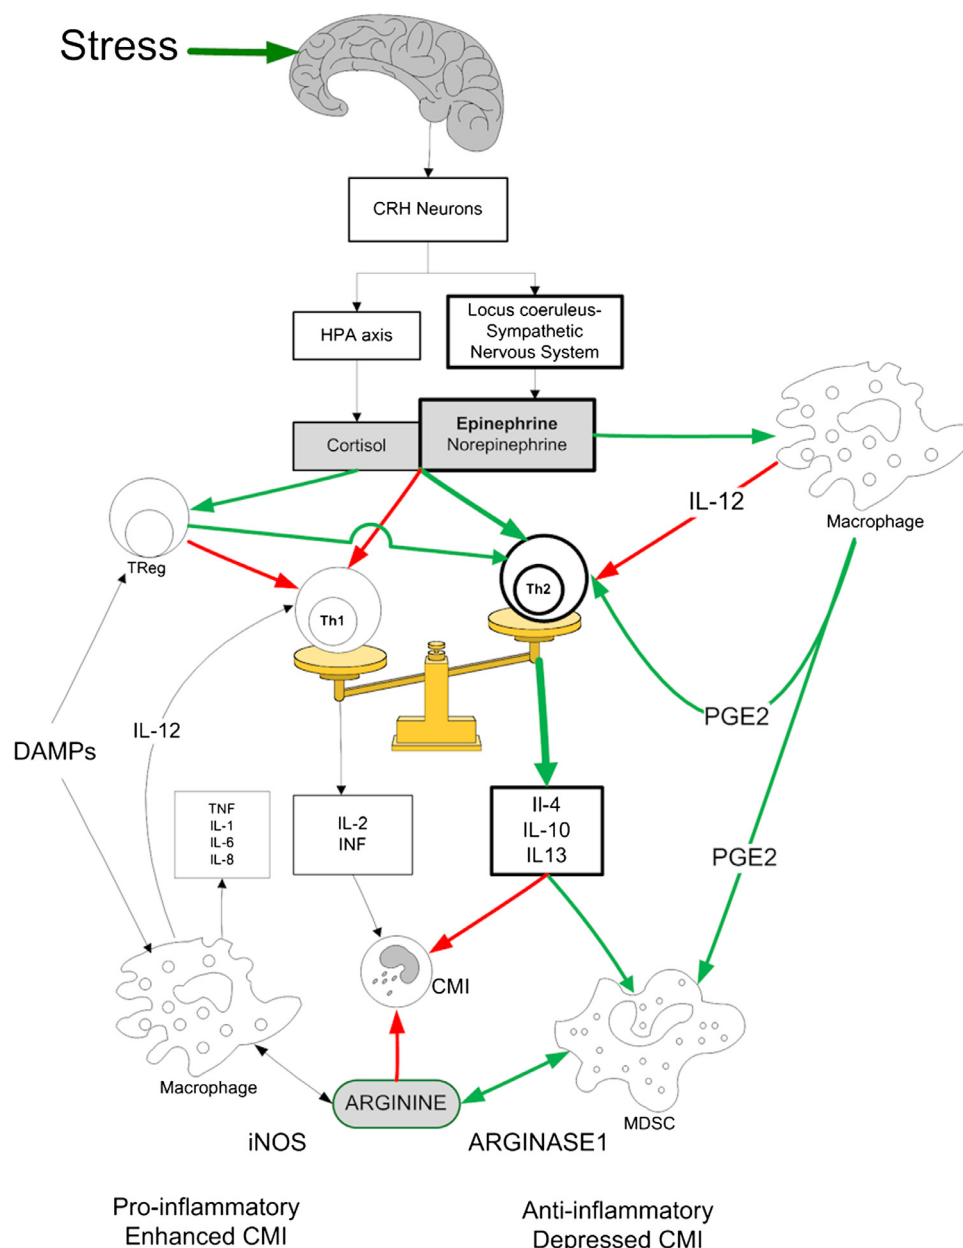 Stress
CRH Neurons
HPA axis
Locus coeruleus-
Sympathetic
Nervous System
Cortisol
Epinephrine
Norepinephrine
IL-12
Macrophage
TReg
Th1
Th2
DAMPs
IL-12
PGE2
TNF
IL-1
IL-6
IL-8
IL-2
INF
Il-4
IL-10
IL13
PGE2
CMI
Macrophage
ARGININE
MDSC
iNOS
ARGINASE1
Pro-inflammatory
Enhanced CMI
Anti-inflammatory
Depressed CMI